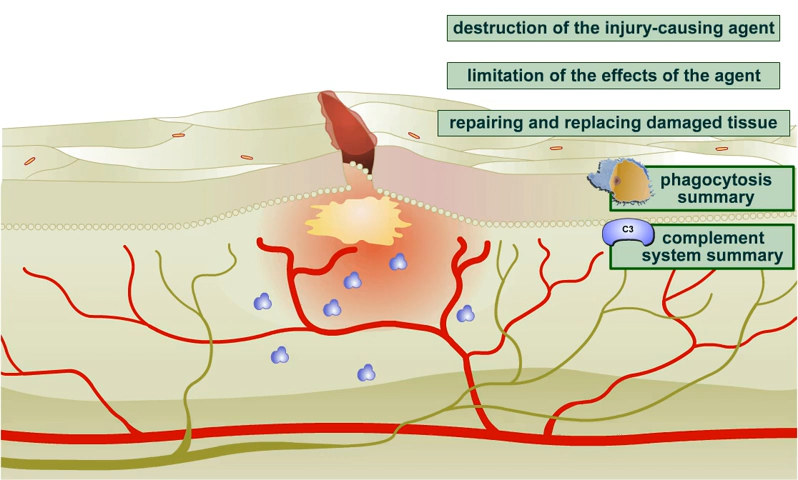 destruction of the injury-causing agent
limitation of the effects of the agent
repairing and replacing damaged tissue
phagocytosis
summary
C3
complement
system summary